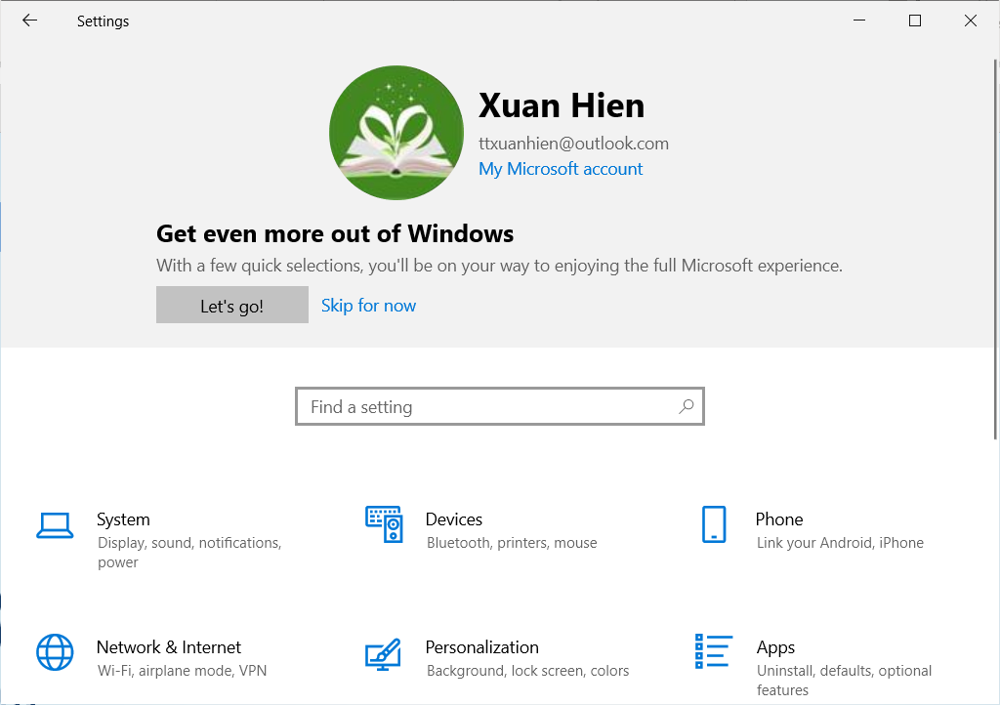 Settings
Xuan Hien
ttxuanhien@outlook.com
My Microsoft account
Get even more out of Windows
With a few quick selections, you'll be on your way to enjoying the full Microsoft experience.
Let's go!
Skip for now
Find a setting
System
Display, sound, notifications,
power
Devices
Bluetooth, printers, mouse
Phone
Link your Android, iPhone
Network & Internet
Wi-Fi, airplane mode, VPN
Personalization
Background, lock screen, colors
Apps
Uninstall, defaults, optional
features